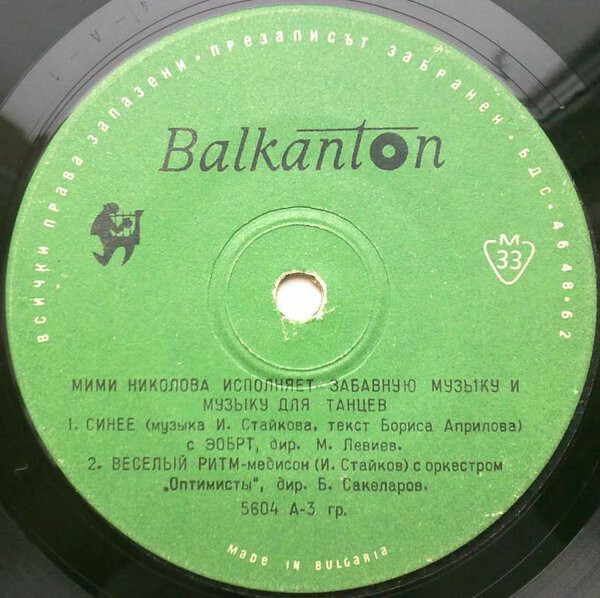 ВСИЧКИ ПРАВА ЗАПАЗЕНИ · ПРЕЗАПИСЪТ ЗАБРАНЕН · БДС · 4648-62
Balkanton
М
33
МИМИ НИКОЛОВА ИСПОЛНЯЕТ ЗАБАВНУЮ МУЗЫКУ И
МУЗЫКУ ДЛЯ ТАНЦЕВ
1. СИНЕЕ (музыка И. Стайкова, текст Бориса Априлова)
с ЭОБРТ, дир. М. Левиев.
2. ВЕСЕЛЫЙ РИТМ-медисон (И. Стайков) с оркестром
„Оптимисты", дир. Б. Сакеларов.
5604 А-3 гр.
MADE IN BULGARIA